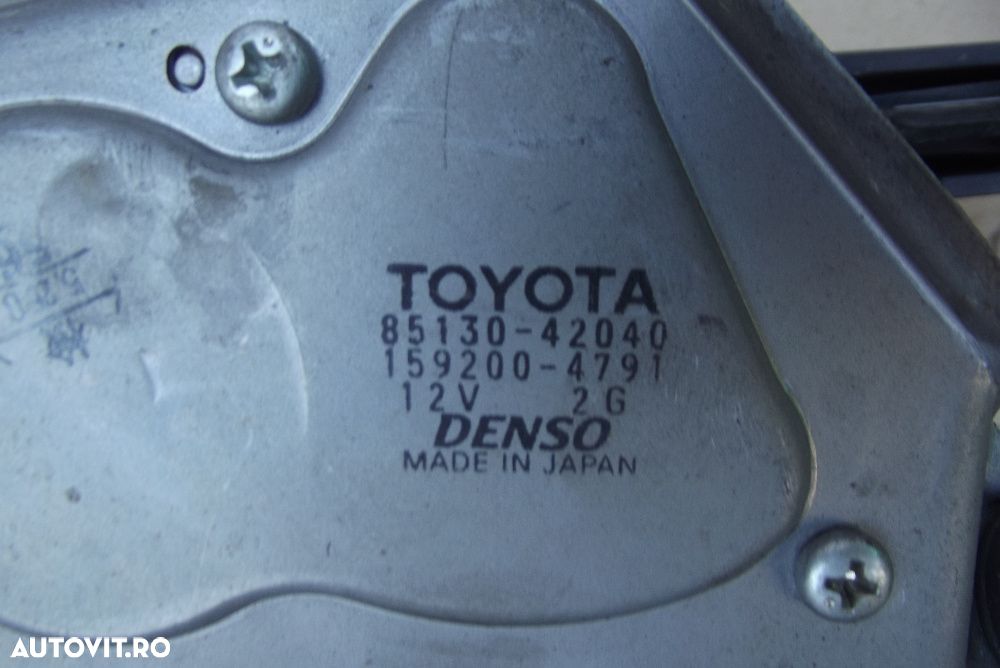 TOYOTA
85130-42040
159200-4791
12V 2G
DENSO
MADE IN JAPAN
AUTOVIT.RO